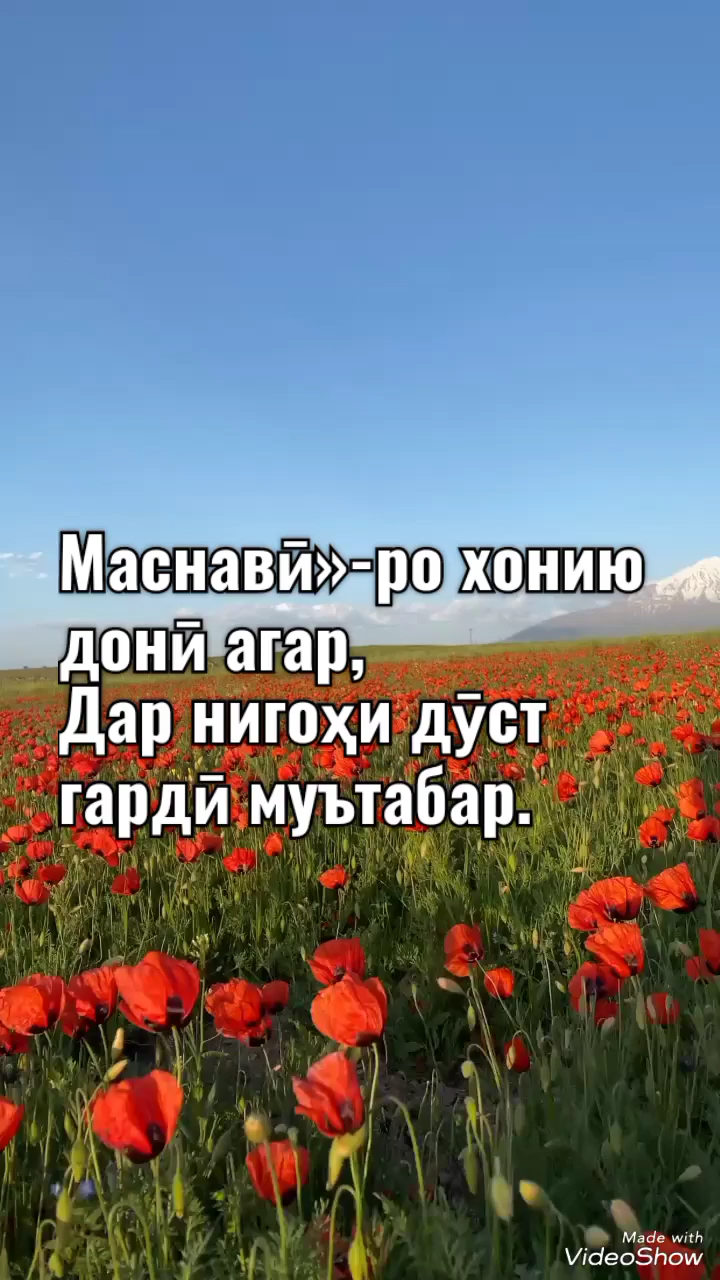 Маснавӣ»-ро хонию
донӣ агар,
Дар нигоҳи дӯст
гардӣ муътабар.
Made with
VideoShow